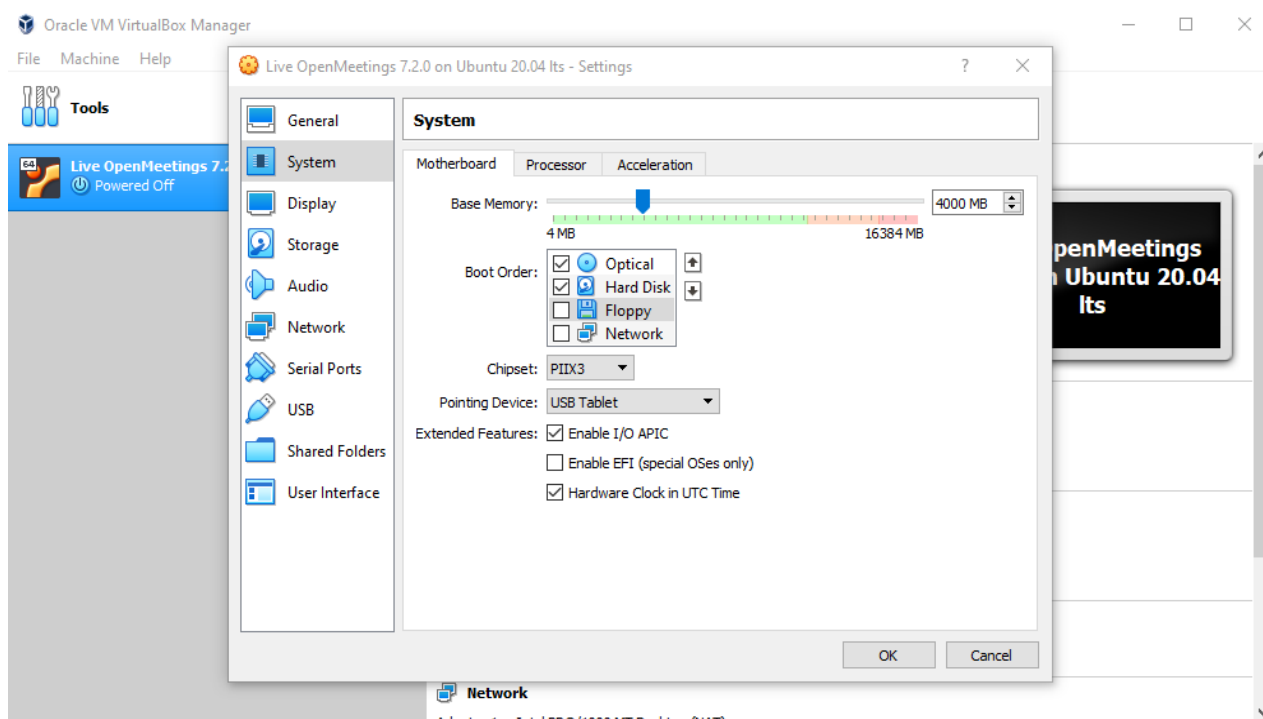 Oracle VM VirtualBox Manager
File Machine Help
Tools
64
Live OpenMeetings 7.2
Powered Off
Live OpenMeetings 7.2.0 on Ubuntu 20.04 lts - Settings
General
System
Display
Storage
Audio
Network
Serial Ports
USB
Shared Folders
User Interface
System
Motherboard Processor Acceleration
Base Memory: 4000 MB
4 MB 16384 MB
Boot Order:
Optical
Hard Disk
Floppy
Network
Chipset: PIIX3
Pointing Device: USB Tablet
Extended Features: Enable I/O APIC
Enable EFI (special OSes only)
Hardware Clock in UTC Time
OK Cancel
penMeetings
Ubuntu 20.04
lts
Network